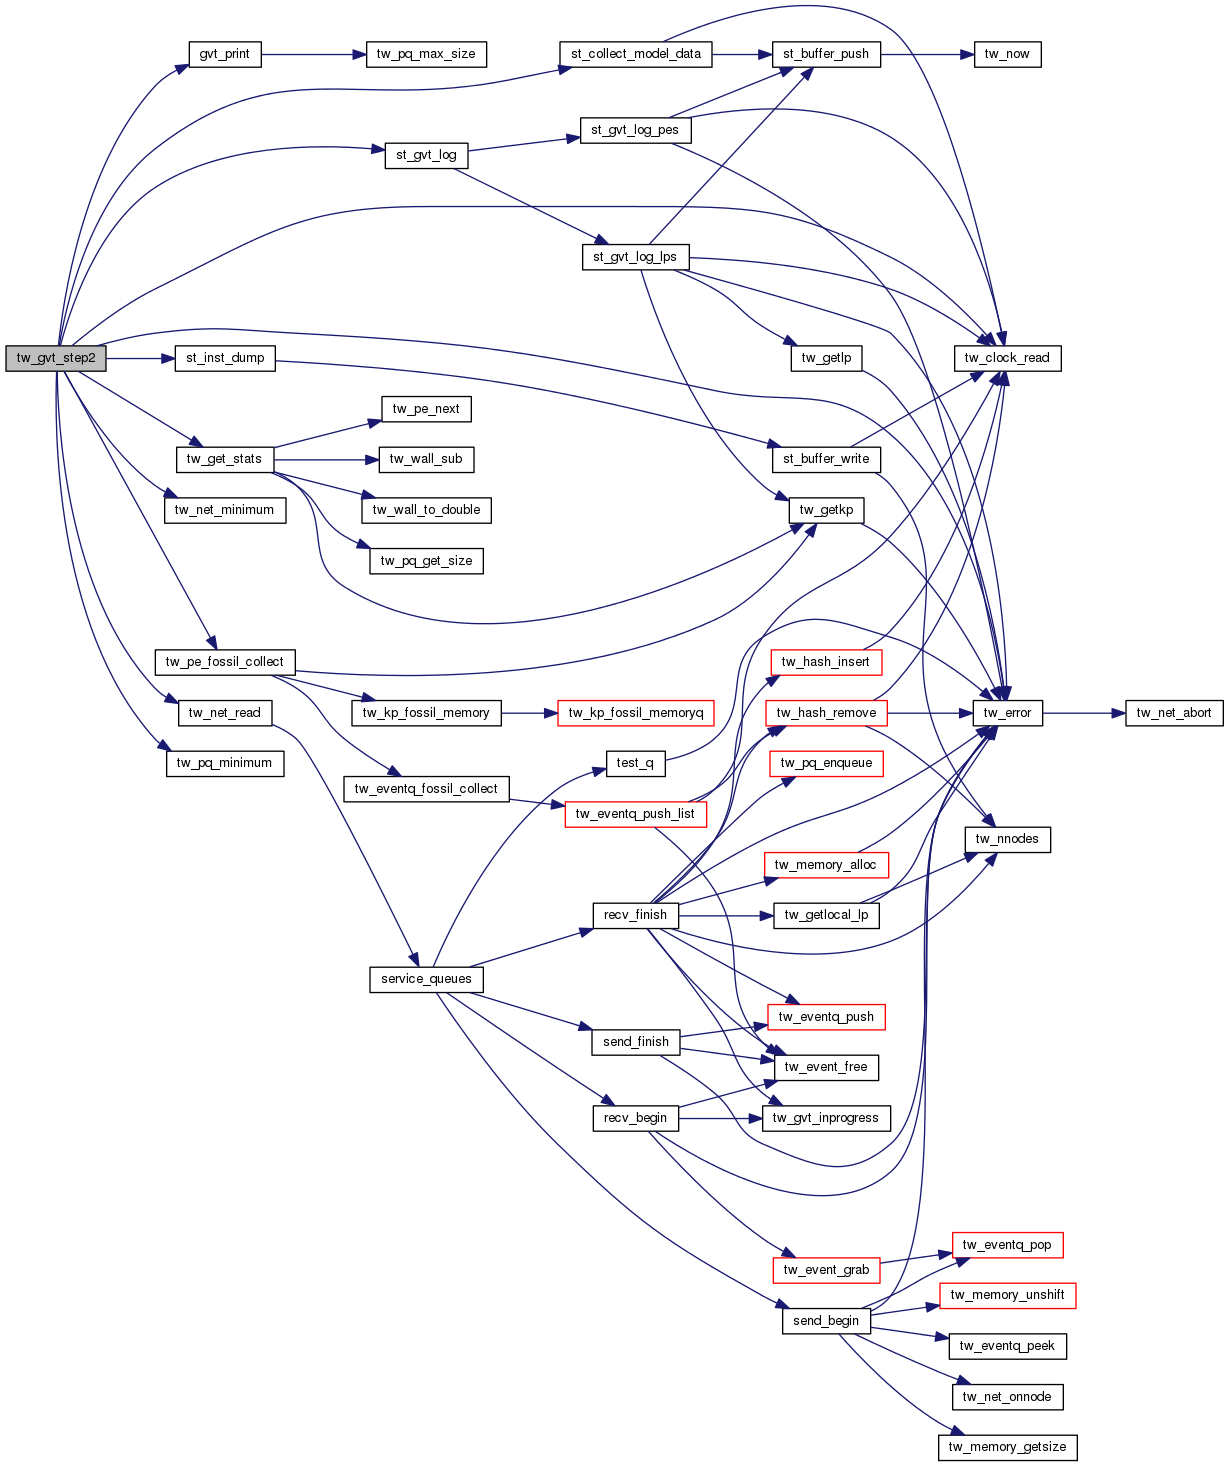 gvt_print
tw_pq_max_size
st_collect_model_data
st_buffer_push
tw_now
st_gvt_log_pes
st_gvt_log
st_gvt_log_lps
tw_gvt_step2
st_inst_dump
tw_getlp
tw_clock_read
tw_pe_next
tw_get_stats
tw_wall_sub
st_buffer_write
tw_net_minimum
tw_wall_to_double
tw_getkp
tw_pq_get_size
tw_pe_fossil_collect
tw_hash_insert
tw_net_read
tw_kp_fossil_memory
tw_kp_fossil_memoryq
tw_hash_remove
tw_error
tw_net_abort
tw_pq_minimum
test_q
tw_pq_enqueue
tw_eventq_fossil_collect
tw_eventq_push_list
tw_nnodes
tw_memory_alloc
recv_finish
tw_getlocal_lp
service_queues
tw_eventq_push
send_finish
tw_event_free
recv_begin
tw_gvt_inprogress
tw_eventq_pop
tw_event_grab
tw_memory_unshift
send_begin
tw_eventq_peek
tw_net_onnode
tw_memory_getsize